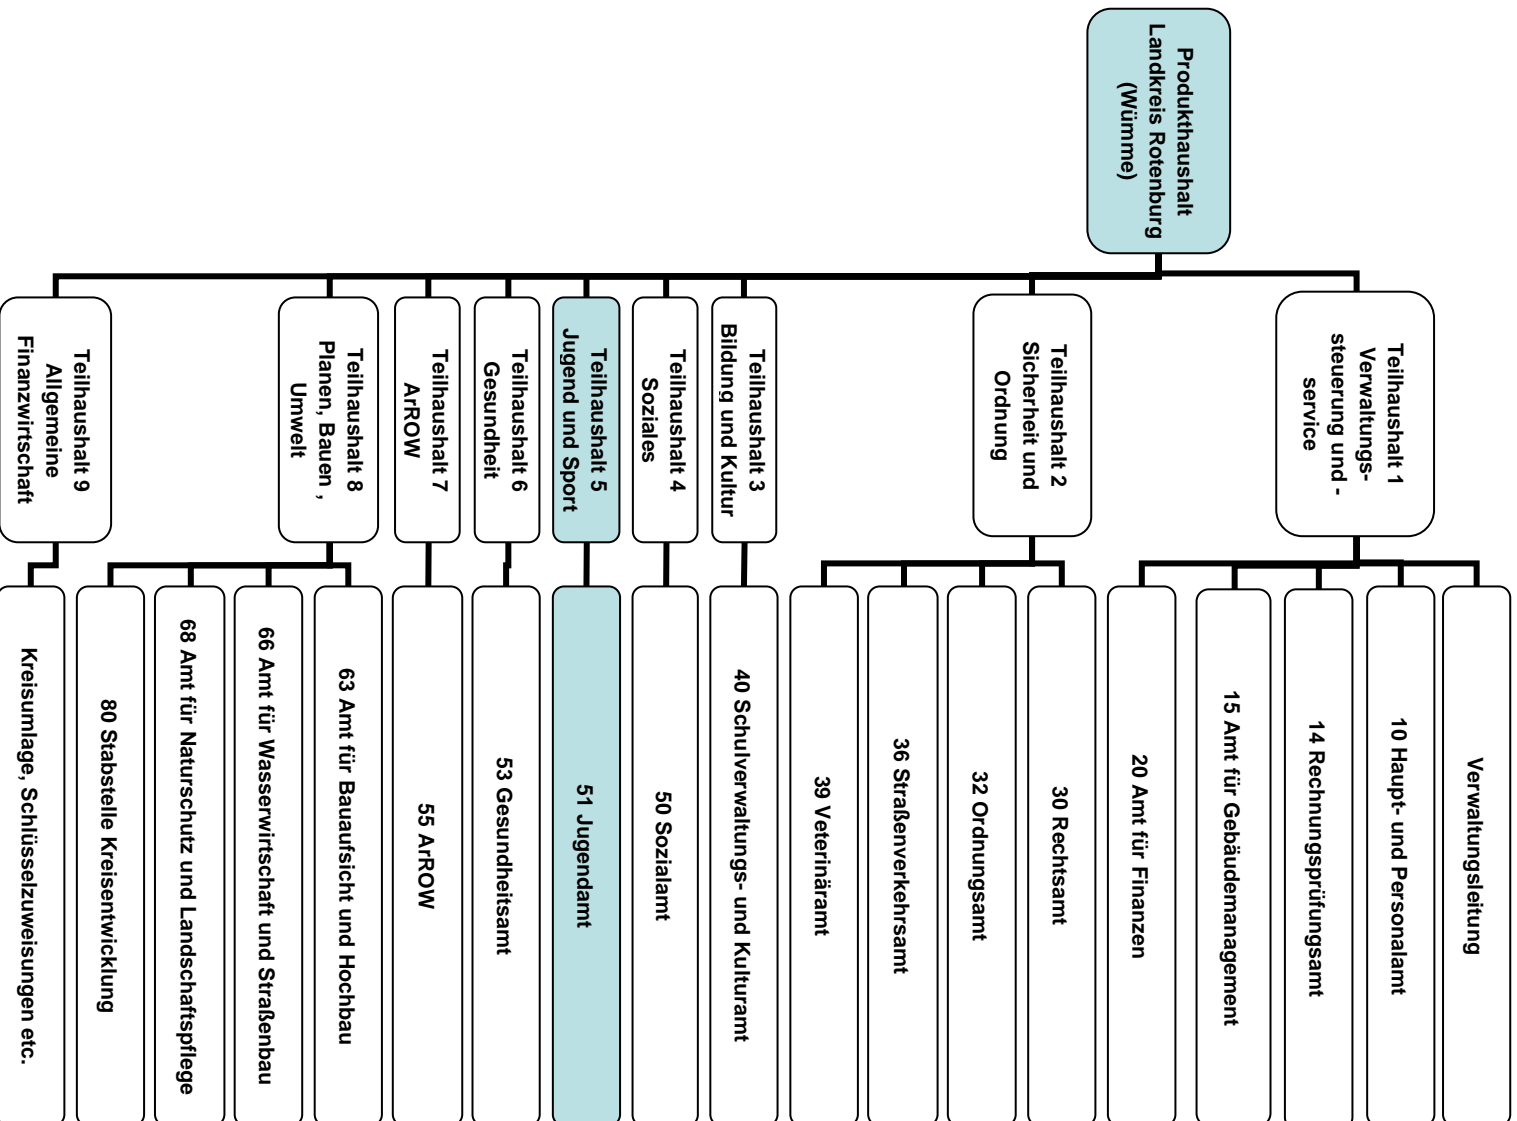 Produkthaushalt
Landkreis Rotenburg
(Wümme)
Teilhaushalt 1
Verwaltungs-
steuerung und -
service
Verwaltungsleitung
10 Haupt- und Personalamt
14 Rechnungsprüfungsamt
15 Amt für Gebäudemanagement
20 Amt für Finanzen
Teilhaushalt 2
Sicherheit und
Ordnung
30 Rechtsamt
32 Ordnungsamt
36 Straßenverkehrsamt
39 Veterinäramt
Teilhaushalt 3
Bildung und Kultur
40 Schulverwaltungs- und Kulturamt
Teilhaushalt 4
Soziales
50 Sozialamt
Teilhaushalt 5
Jugend und Sport
51 Jugendamt
Teilhaushalt 6
Gesundheit
53 Gesundheitsamt
Teilhaushalt 7
ArROW
55 ArROW
Teilhaushalt 8
Planen, Bauen ,
Umwelt
63 Amt für Bauaufsicht und Hochbau
66 Amt für Wasserwirtschaft und Straßenbau
68 Amt für Naturschutz und Landschaftspflege
80 Stabstelle Kreisentwicklung
Teilhaushalt 9
Allgemeine
Finanzwirtschaft
Kreisumlage, Schlüsselzuweisungen etc.